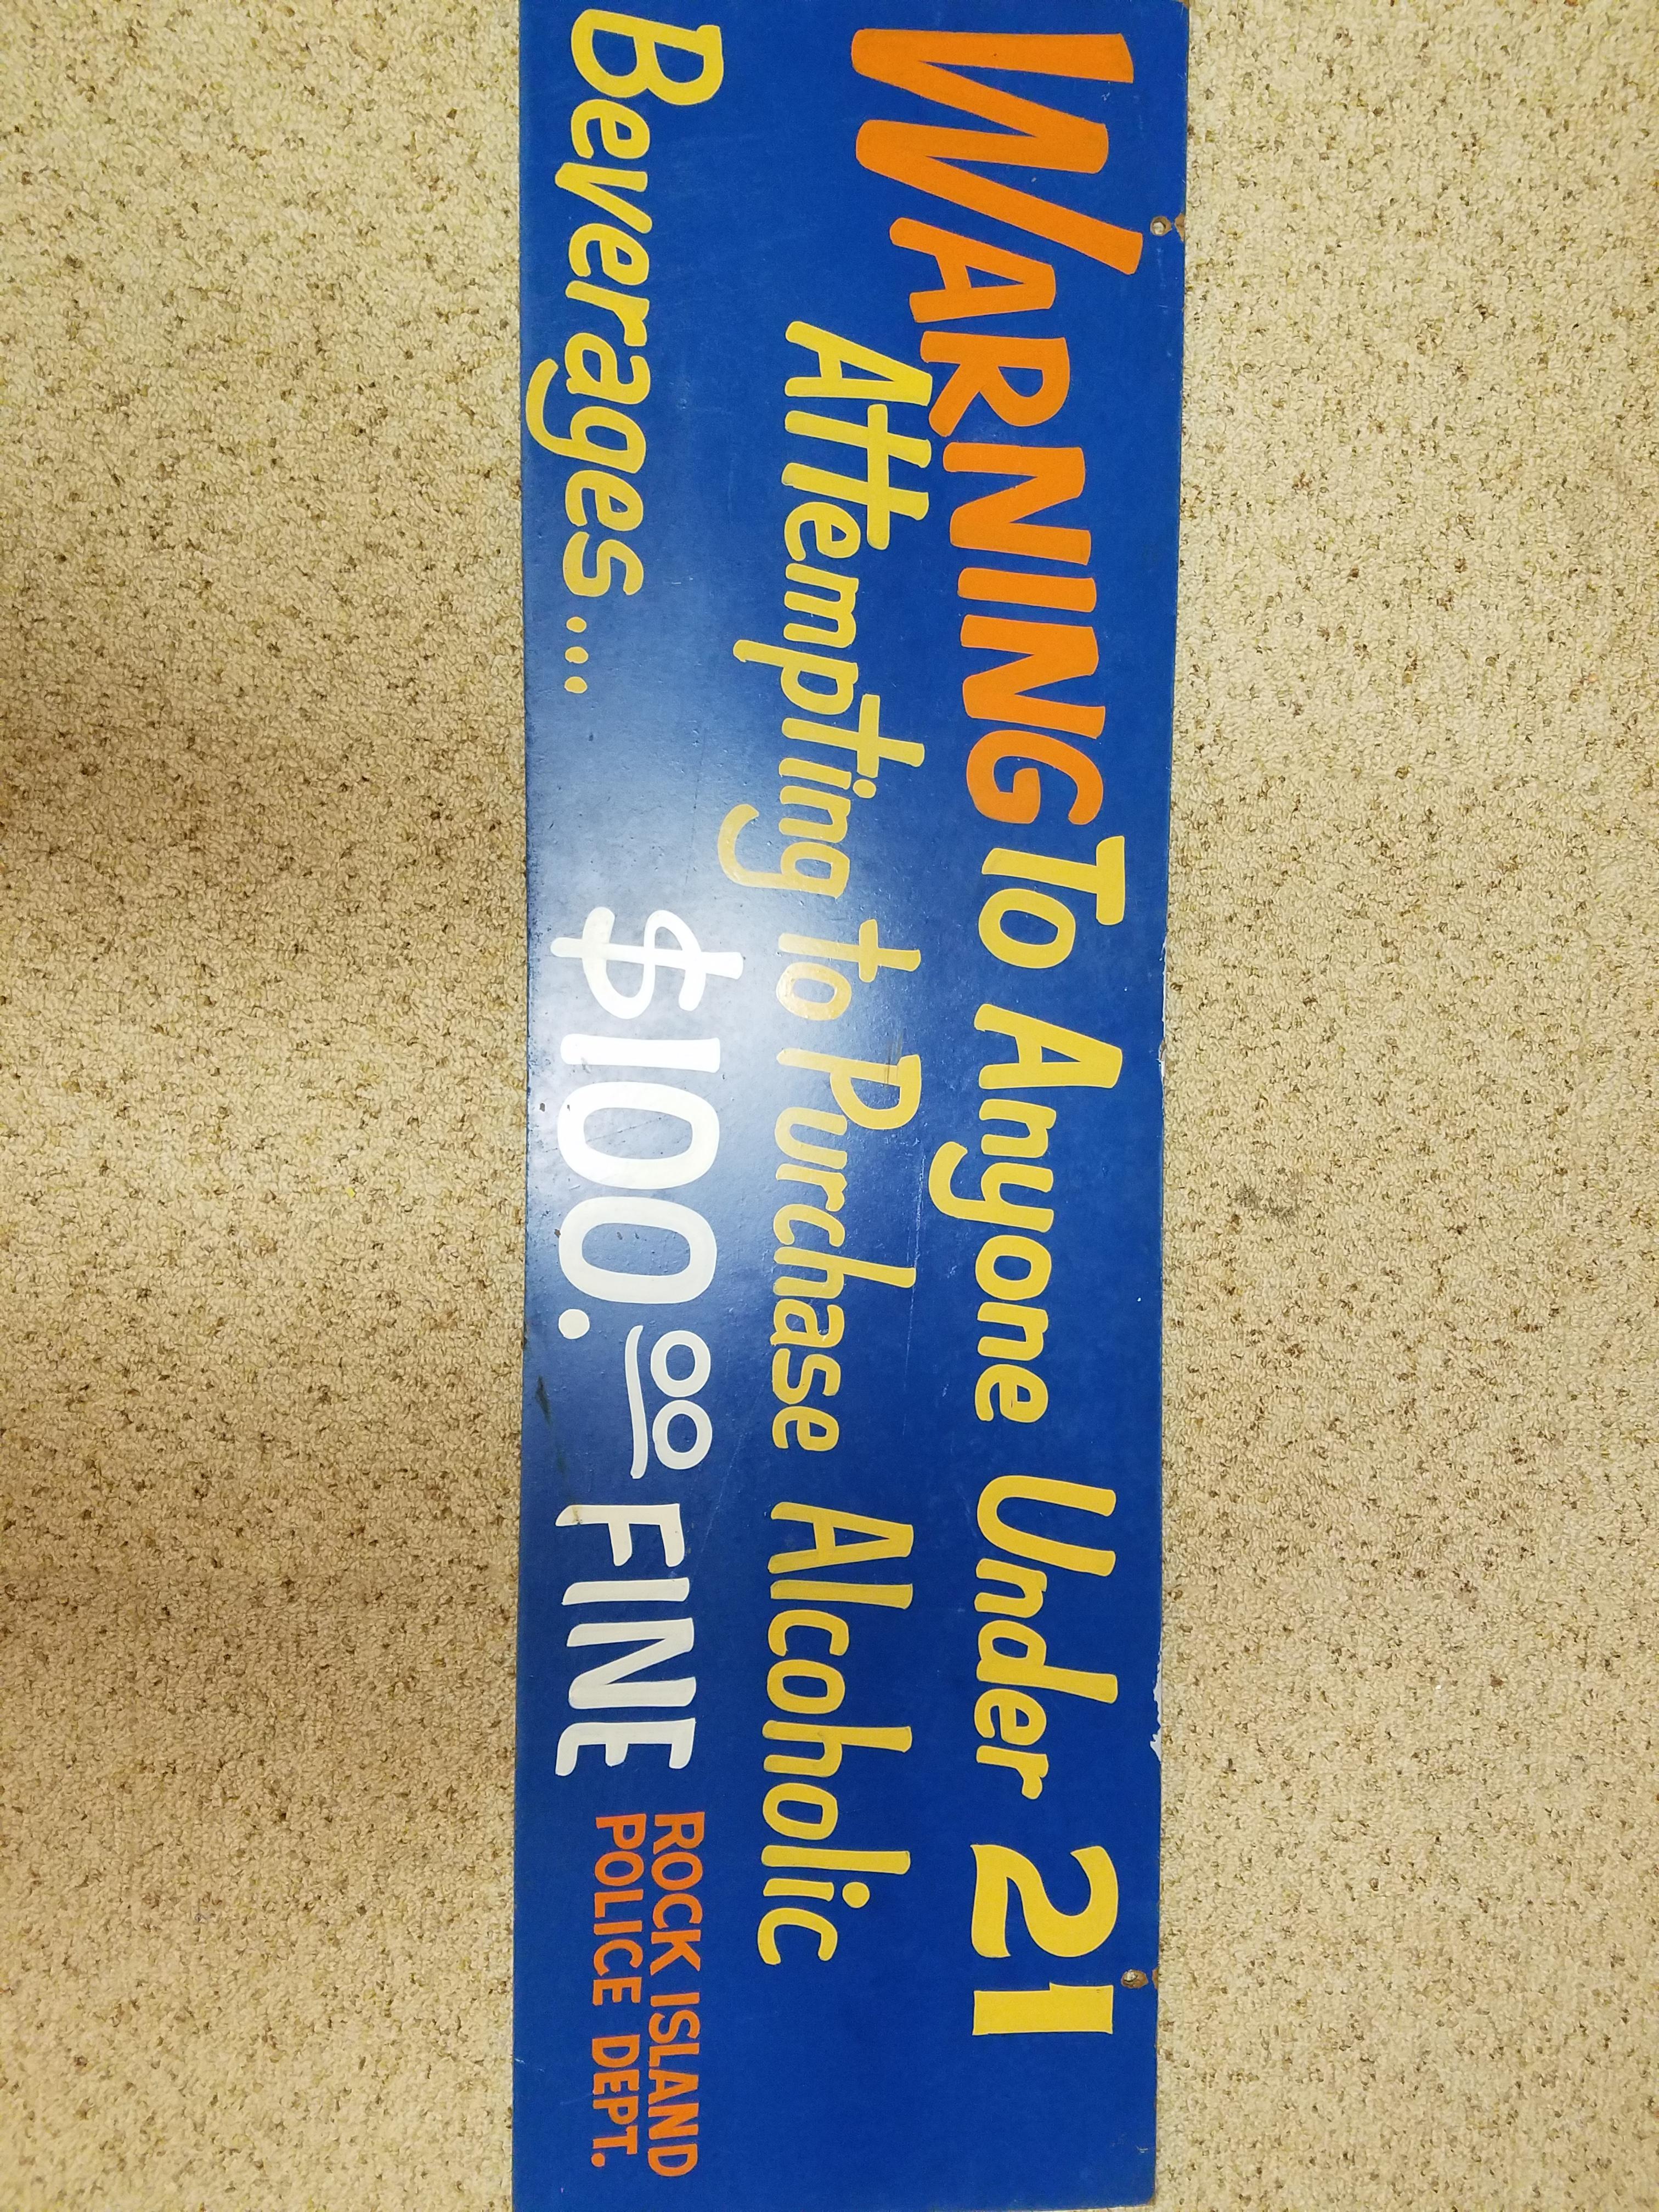 WARNING To Anyone Under 21
Attempting to Purchase Alcoholic
Beverages... $100.00 FINE
ROCK ISLAND
POLICE DEPT.